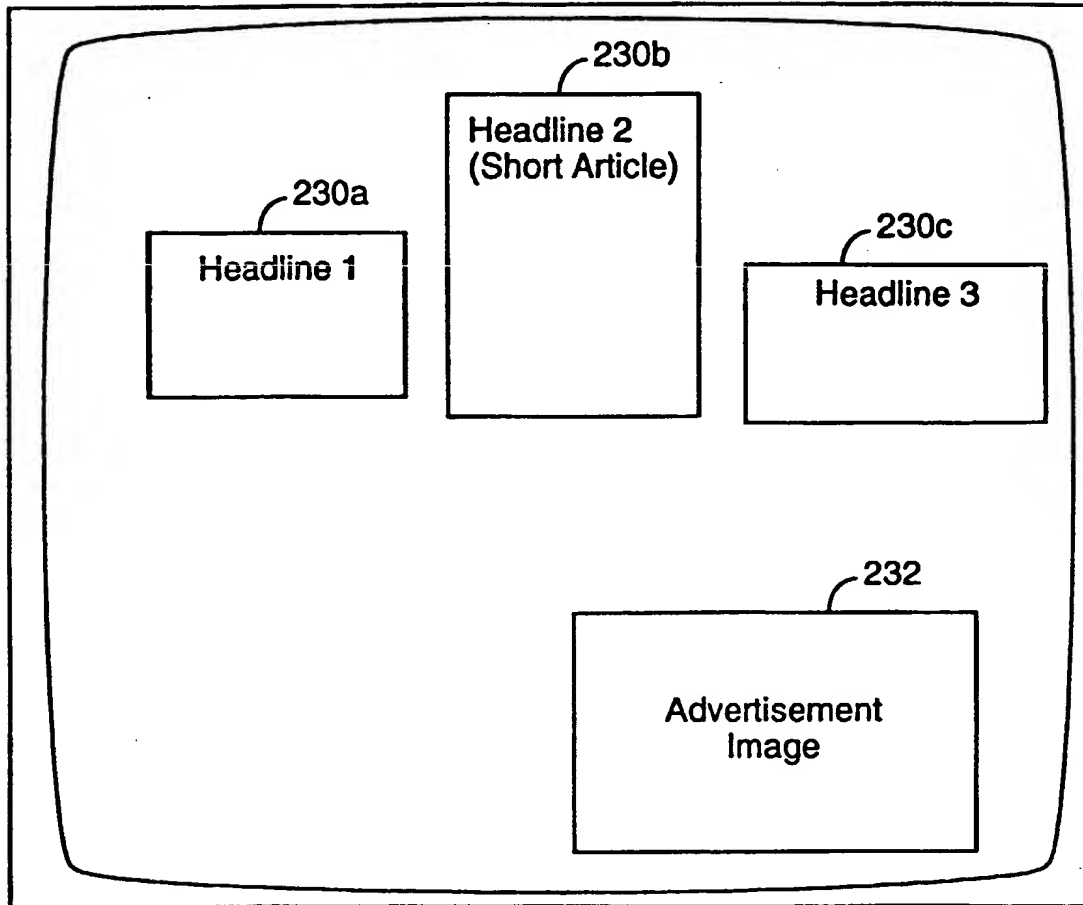 230b
Headline 2
(Short Article)
230a
Headline 1
230c
Headline 3
232
Advertisement
Image